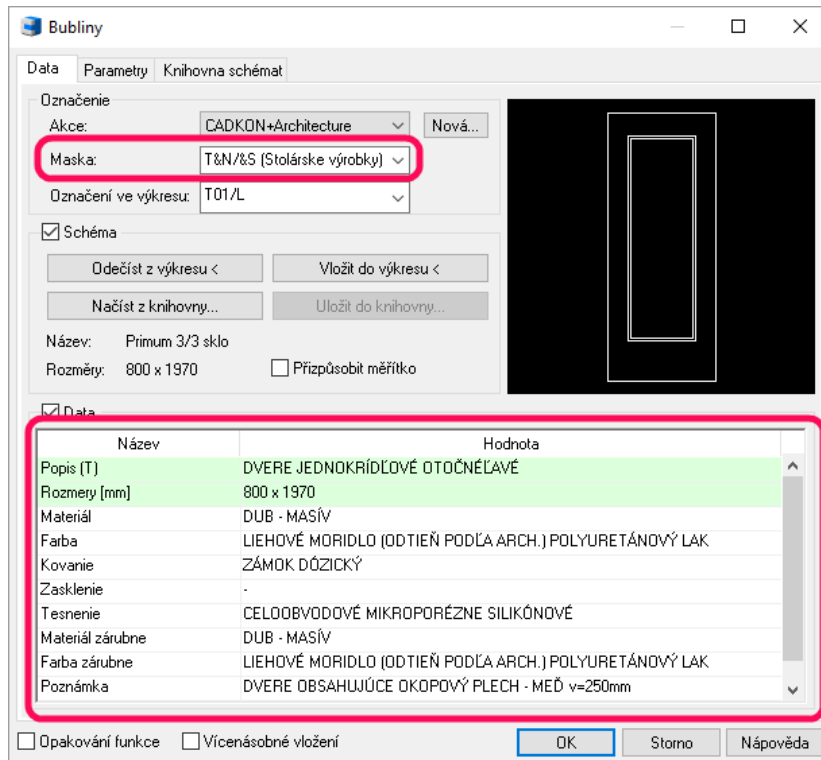 Bubliny
Data Parametry Knihovna schémat
Označenie
Akce: CADKON+Architecture Nová...
Maska: T&N/&S (Stolárske výrobky)
Označení ve výkresu: T01/L
Schéma
Odečíst z výkresu < Vložit do výkresu <
Načíst z knihovny... Uložit do knihovny...
Název: Primum 3/3 sklo
Rozměry: 800 x 1970 Přizpůsobit měřítko
Data
Název Hodnota
Popis (T) DVERE JEDNOKRÍDĽOVÉ OTOČNÉĽAVÉ
Rozmery [mm] 800 x 1970
Materiál DUB - MASÍV
Farba LIEHOVÉ MORIDLO (ODTIEŇ PODĽA ARCH.) POLYURETÁNOVÝ LAK
Kovanie ZÁMOK DÓZICKÝ
Zasklenie -
Tesnenie CELOOBVODOVÉ MIKROPORÉZNE SILIKÓNOVÉ
Materiál zárubne DUB - MASÍV
Farba zárubne LIEHOVÉ MORIDLO (ODTIEŇ PODĽA ARCH.) POLYURETÁNOVÝ LAK
Poznámka DVERE OBSAHUJÚCE OKOPOVÝ PLECH - MEĎ v=250mm
Opakování funkce Vícenásobné vložení OK Storno Nápověda